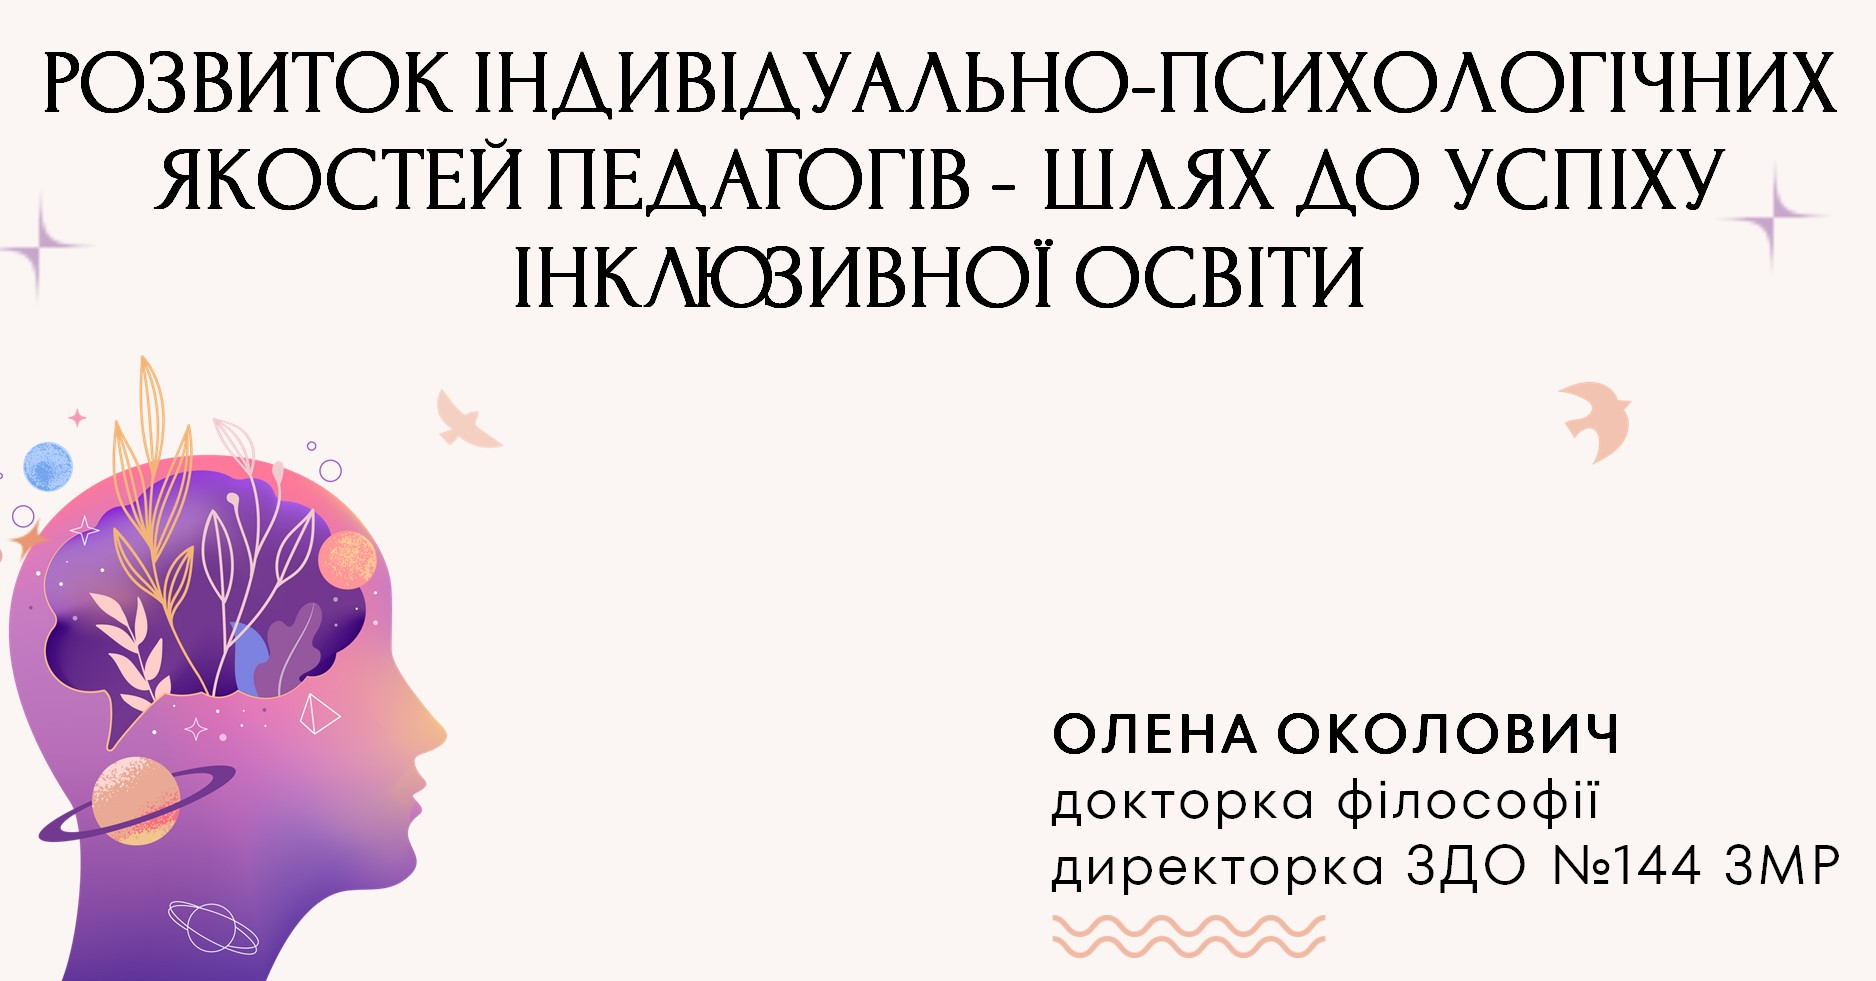 РОЗВИТОК ІНДИВІДУАЛЬНО-ПСИХОЛОГІЧНИХ
ЯКОСТЕЙ ПЕДАГОГІВ - ШЛЯХ ДО УСПІХУ
ІНКЛЮЗИВНОЇ ОСВІТИ
ОЛЕНА ОКОЛОВИЧ
докторка філософії
директорка ЗДО №144 ЗМР